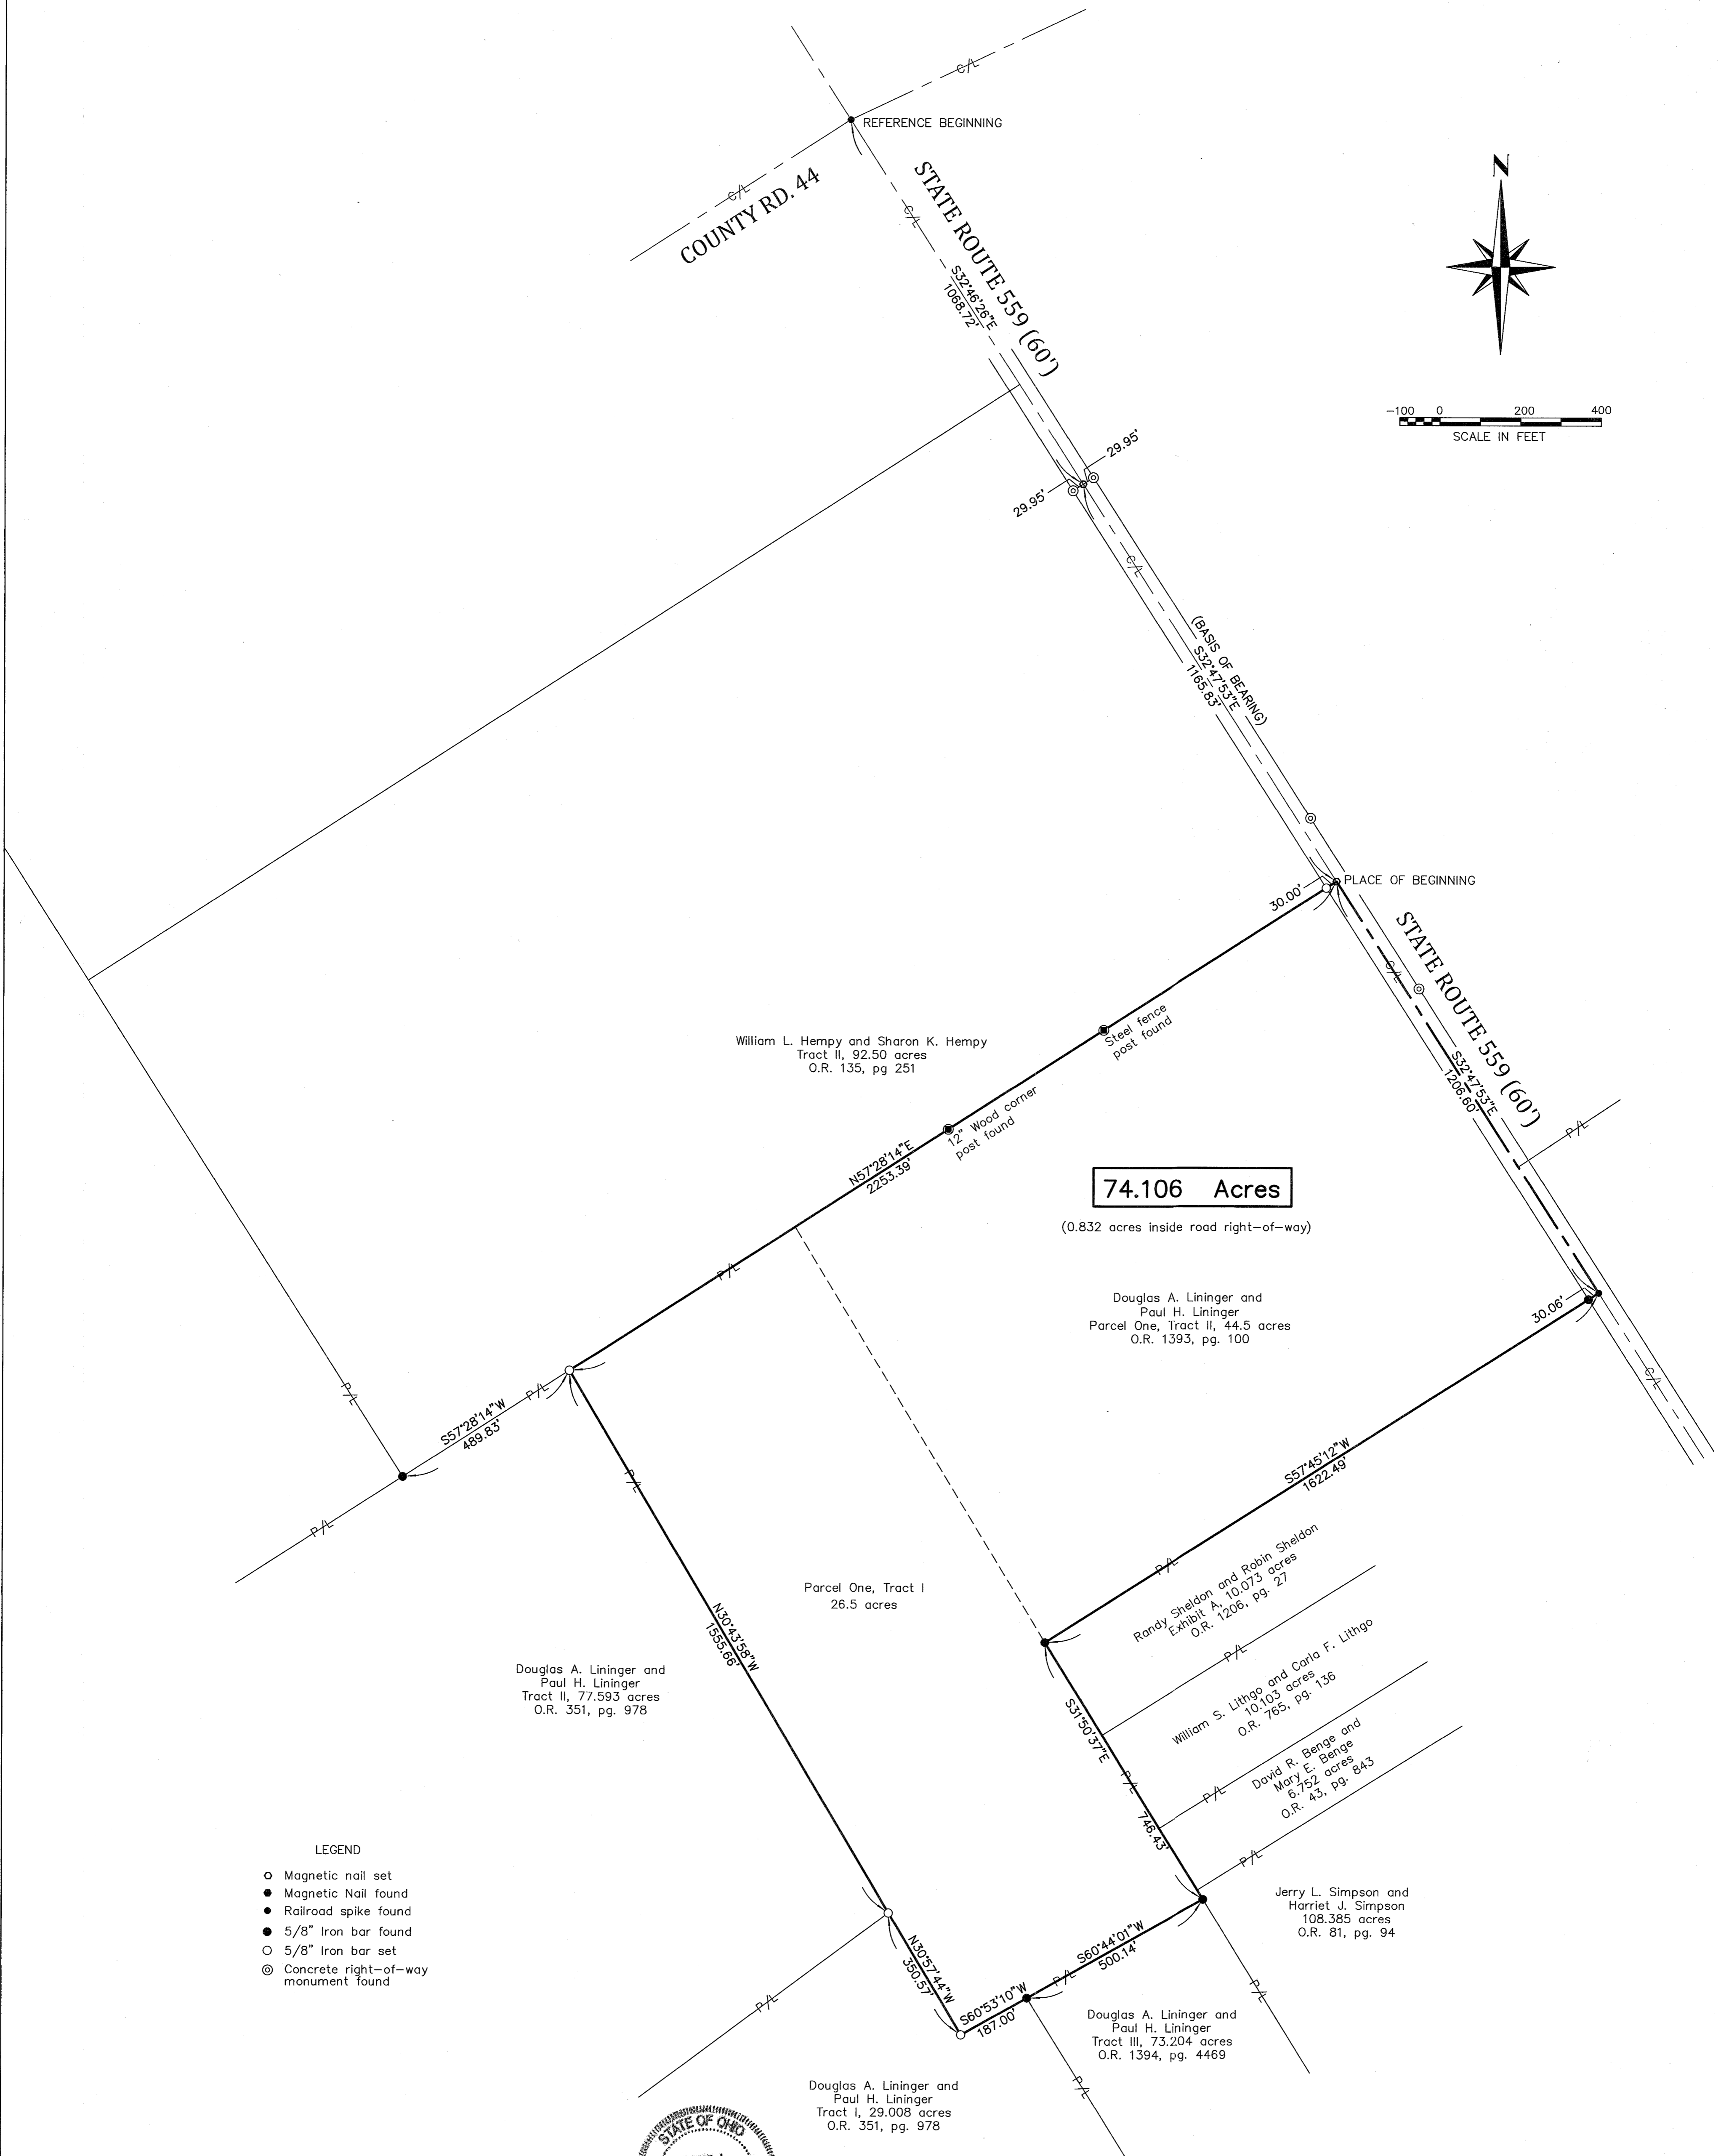 C/L
REFERENCE BEGINNING
C/L
COUNTY RD. 44
STATE ROUTE 559 (60')
C/L
S32°46'26"E
1068.72'
N
-100 0 200 400
SCALE IN FEET
29.95'
29.95'
C/L
(BASIS OF BEARING)
S32°47'53"E
1165.83'
PLACE OF BEGINNING
30.00'
STATE ROUTE 559 (60')
C/L
S32°47'53"E
1206.60'
P/L
William L. Hempy and Sharon K. Hempy
Tract II, 92.50 acres
O.R. 135, pg 251
Steel fence
post found
12" Wood corner
post found
N57°28'14"E
2253.39'
74.106 Acres
(0.832 acres inside road right-of-way)
P/L
Douglas A. Lininger and
Paul H. Lininger
Parcel One, Tract II, 44.5 acres
O.R. 1393, pg. 100
30.06'
C/L
P/L
P/L
S57°28'14"W
489.83'
P/L
P/L
S57°45'12"W
1622.49'
P/L
Randy Sheldon and Robin Sheldon
Exhibit A, 10.073 acres
O.R. 1206, pg. 27
Parcel One, Tract I
26.5 acres
N30°43'58"W
1555.66'
P/L
William S. Lithgo and Carla F. Lithgo
10.103 acres
O.R. 765, pg. 136
Douglas A. Lininger and
Paul H. Lininger
Tract II, 77.593 acres
O.R. 351, pg. 978
S31°50'37"E
P/L
746.43'
P/L
David R. Benge and
Mary E. Benge
6.752 acres
O.R. 43, pg. 843
P/L
LEGEND
Magnetic nail set
Magnetic Nail found
Railroad spike found
5/8" Iron bar found
5/8" Iron bar set
Concrete right-of-way
monument found
Jerry L. Simpson and
Harriet J. Simpson
108.385 acres
O.R. 81, pg. 94
N30°57'44"W
350.57'
S60°44'01"W
500.14'
P/L
S60°53'10"W
187.00'
P/L
P/L
Douglas A. Lininger and
Paul H. Lininger
Tract III, 73.204 acres
O.R. 1394, pg. 4469
P/L
Douglas A. Lininger and
Paul H. Lininger
Tract I, 29.008 acres
O.R. 351, pg. 978
STATE OF OHIO